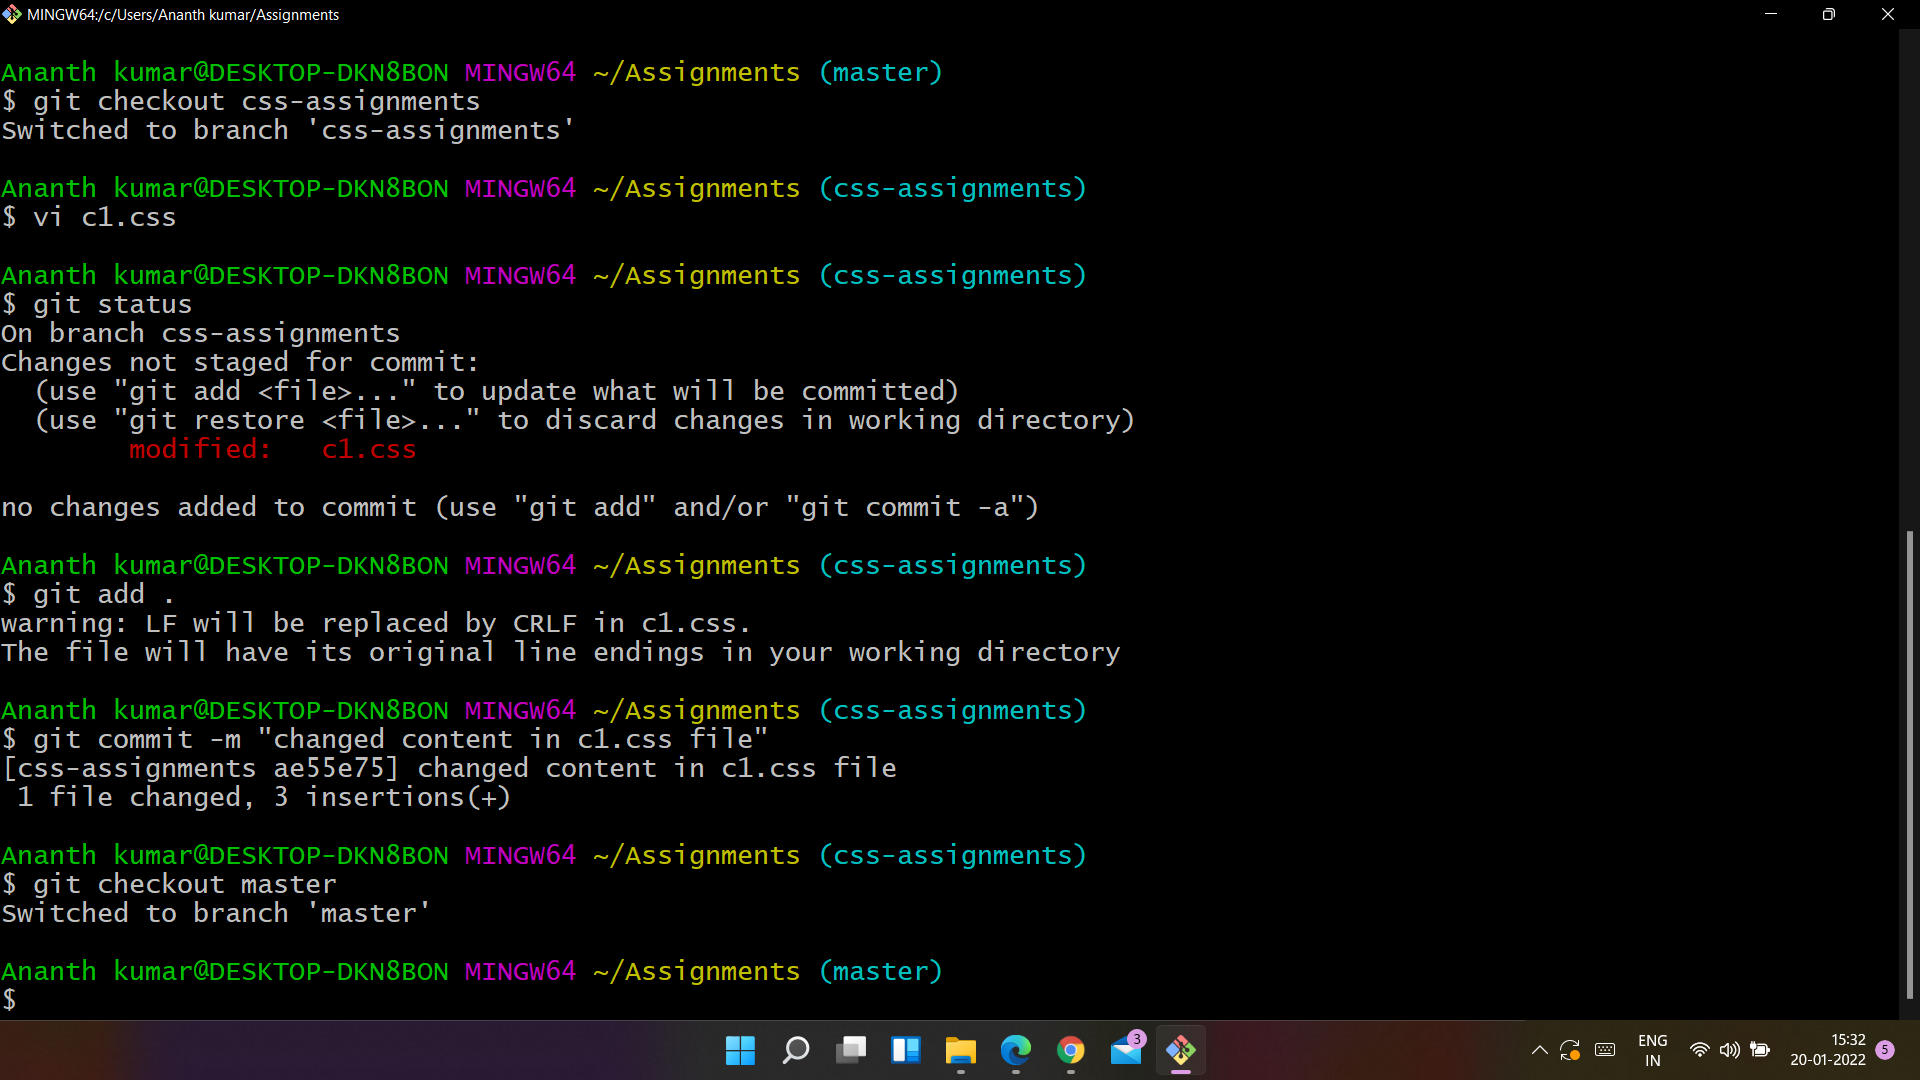 MINGW64:/c/Users/Ananth kumar/Assignments
Ananth kumar@DESKTOP-DKN8BON MINGW64 ~/Assignments (master)
$ git checkout css-assignments
Switched to branch 'css-assignments'
Ananth kumar@DESKTOP-DKN8BON MINGW64 ~/Assignments (css-assignments)
$ vi c1.css
Ananth kumar@DESKTOP-DKN8BON MINGW64 ~/Assignments (css-assignments)
$ git status
On branch css-assignments
Changes not staged for commit:
  (use "git add <file>..." to update what will be committed)
  (use "git restore <file>..." to discard changes in working directory)
        modified:   c1.css
no changes added to commit (use "git add" and/or "git commit -a")
Ananth kumar@DESKTOP-DKN8BON MINGW64 ~/Assignments (css-assignments)
$ git add .
warning: LF will be replaced by CRLF in c1.css.
The file will have its original line endings in your working directory
Ananth kumar@DESKTOP-DKN8BON MINGW64 ~/Assignments (css-assignments)
$ git commit -m "changed content in c1.css file"
[css-assignments ae55e75] changed content in c1.css file
 1 file changed, 3 insertions(+)
Ananth kumar@DESKTOP-DKN8BON MINGW64 ~/Assignments (css-assignments)
$ git checkout master
Switched to branch 'master'
Ananth kumar@DESKTOP-DKN8BON MINGW64 ~/Assignments (master)
$
3
ENG
IN
15:32
20-01-2022
5